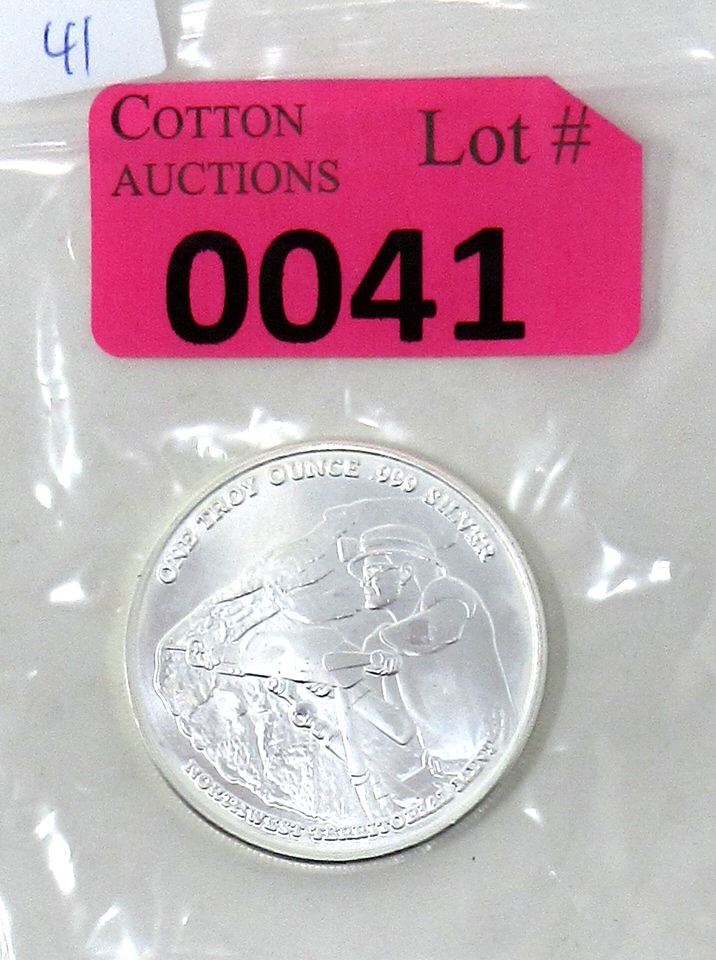 41
COTTON
AUCTIONS
Lot #
0041
ONE TROY OUNCE .999 SILVER
NORTHWEST TERRITORIAL MINT